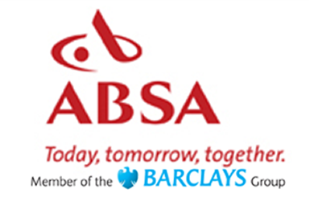 ABSA
Today, tomorrow, together.
Member of the BARCLAYS Group